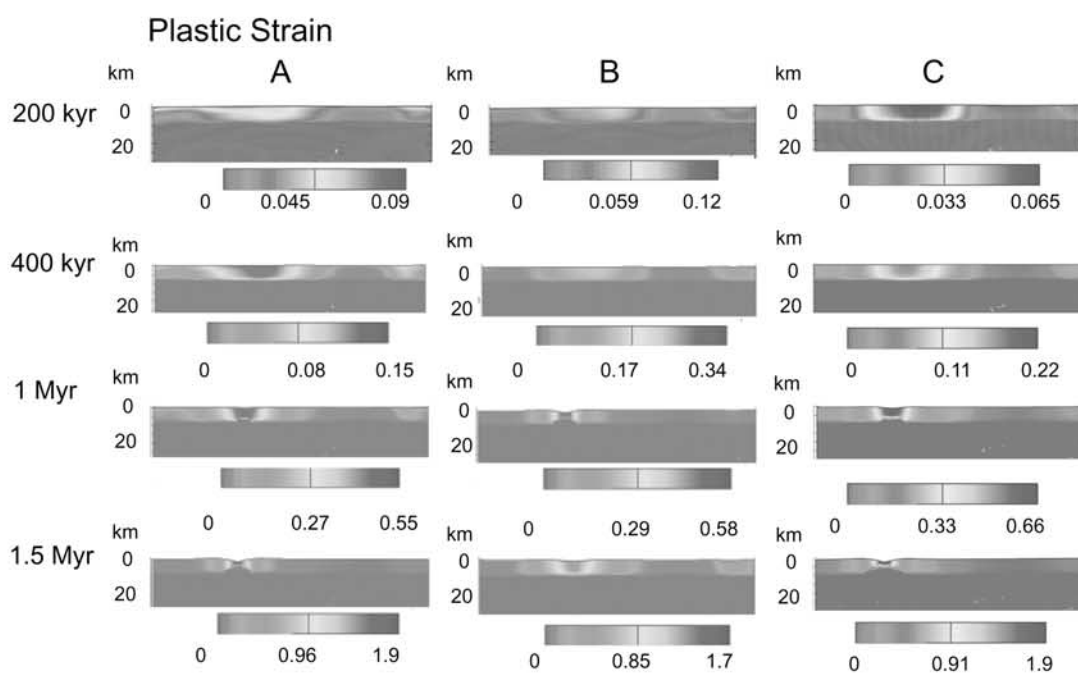 Plastic Strain
km A km B km C
200 kyr 0 0 0
20 20 20
0 0.045 0.09 0 0.059 0.12 0 0.033 0.065
km km km
400 kyr 0 0 0
20 20 20
0 0.08 0.15 0 0.17 0.34 0 0.11 0.22
km km km
1 Myr 0 0 0
20 20 20
0 0.27 0.55 0 0.29 0.58 0 0.33 0.66
km km km
1.5 Myr 0 0 0
20 20 20
0 0.96 1.9 0 0.85 1.7 0 0.91 1.9